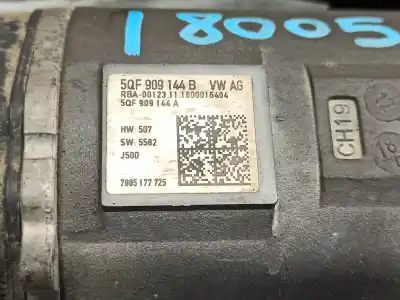 18005
5QF 909 144 B VW AG
RBA-00123.11.1800016404
5QF 909 144 A
HW: 507
SW: 5582
J500
7805 177 725
CH19